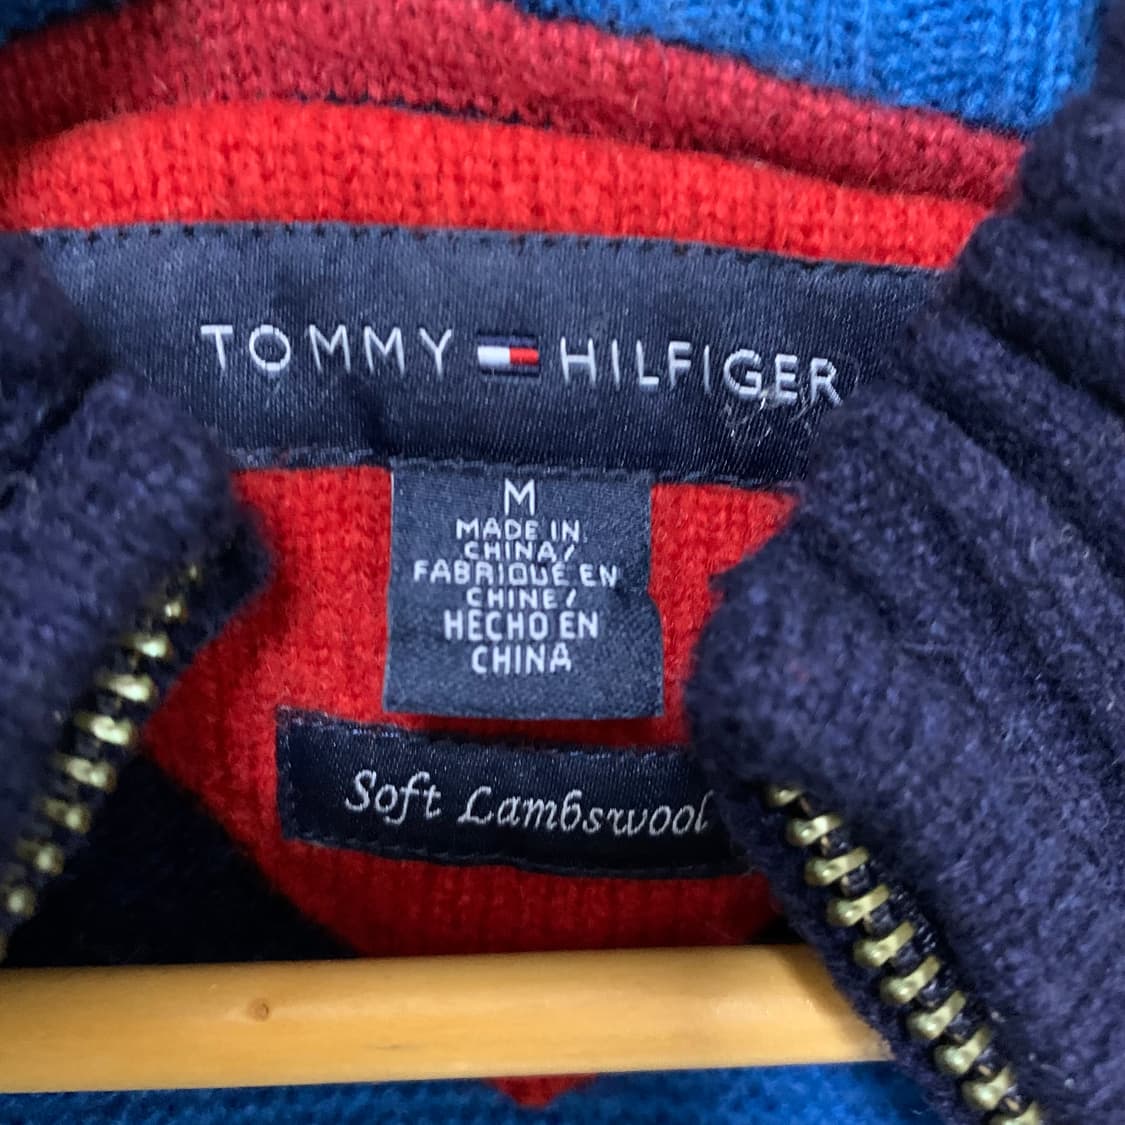 TOMMY HILFIGER
M
MADE IN
CHINA/
FABRIQUÉ EN
CHINE/
HECHO EN
CHINA
Soft Lambswool